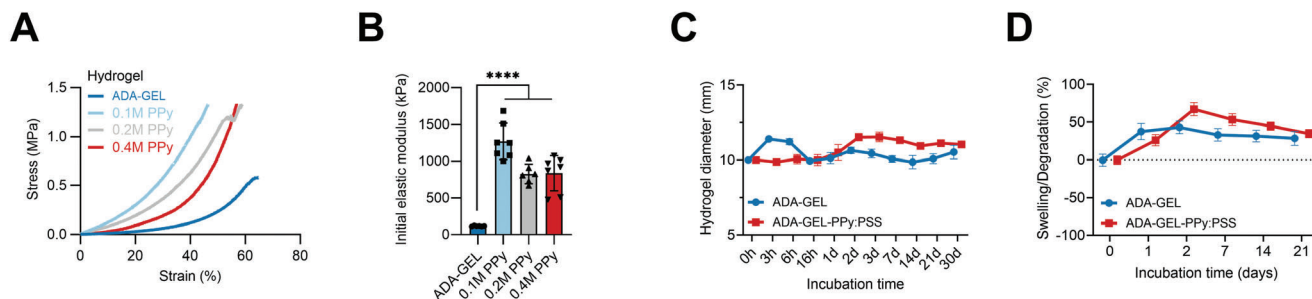 A
Hydrogel
ADA-GEL
0.1M PPy
0.2M PPy
0.4M PPy
Stress (MPa)
1.5
1.0
0.5
0.0
0 20 40 60 80
Strain (%)
B
****
Initial elastic modulus (kPa)
2000
1500
1000
500
0
ADA-GEL
0.1M PPy
0.2M PPy
0.4M PPy
C
Hydrogel diameter (mm)
15
10
5
ADA-GEL
ADA-GEL-PPy:PSS
0h 3h 6h 16h 1d 2d 3d 7d 14d 21d 30d
Incubation time
D
Swelling/Degradation (%)
100
50
0
50
-100
ADA-GEL
ADA-GEL-PPy:PSS
0 1 2 7 14 21
Incubation time (days)